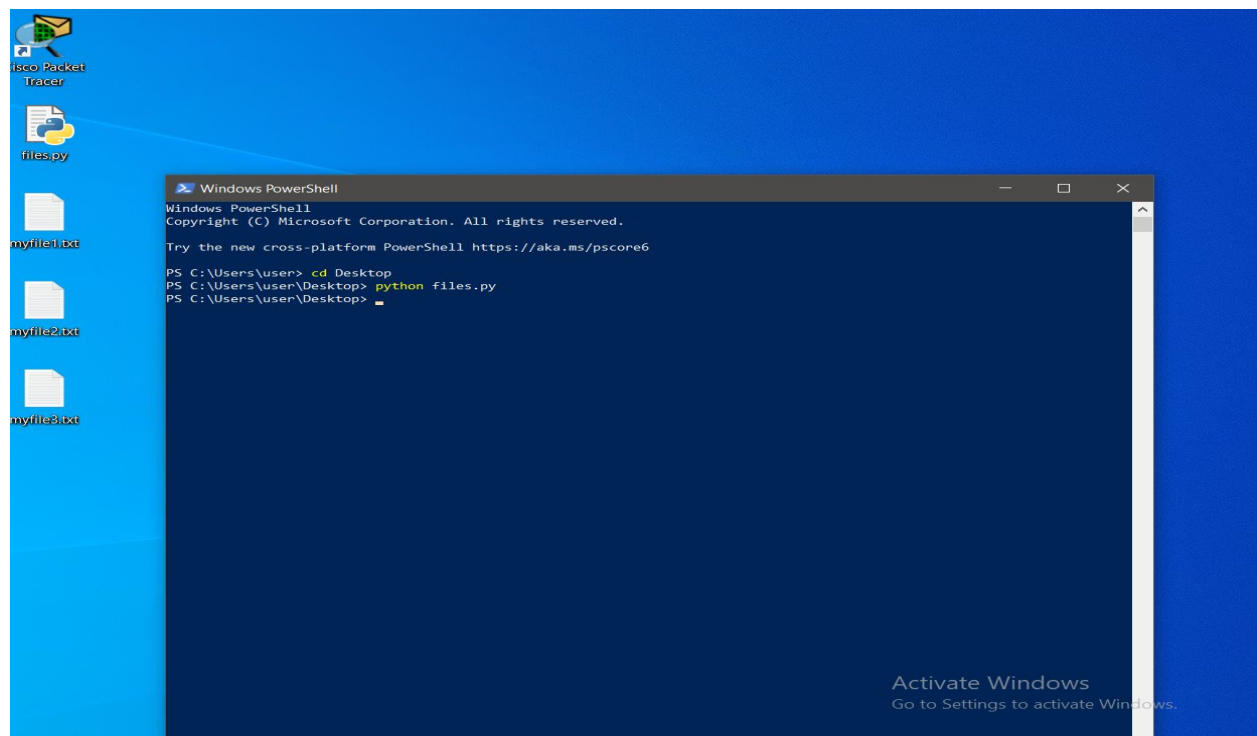 isco Packet
Tracer
files.py
myfile1.txt
myfile2.txt
myfile3.txt
Windows PowerShell
Windows PowerShell
Copyright (C) Microsoft Corporation. All rights reserved.
Try the new cross-platform PowerShell https://aka.ms/pscore6
PS C:\Users\user> cd Desktop
PS C:\Users\user\Desktop> python files.py
PS C:\Users\user\Desktop>
Activate Windows
Go to Settings to activate Windows.